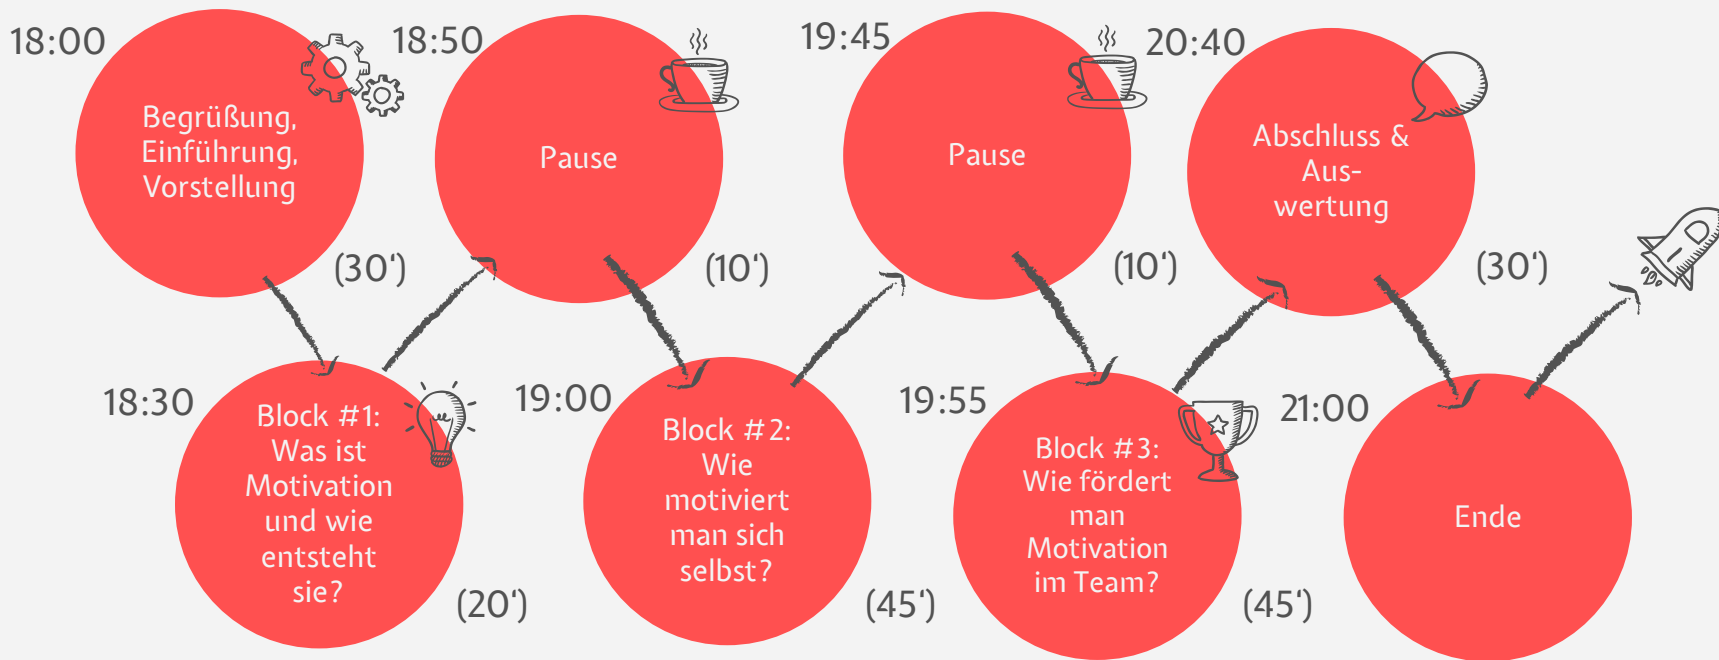 18:00
Begrüßung,
Einführung,
Vorstellung
(30')
18:30
Block #1:
Was ist
Motivation
und wie
entsteht
sie?
(20')
18:50
Pause
(10')
19:00
Block #2:
Wie
motiviert
man sich
selbst?
(45')
19:45
Pause
(10')
19:55
Block #3:
Wie fördert
man
Motivation
im Team?
(45')
20:40
Abschluss &
Aus-
wertung
(30')
21:00
Ende